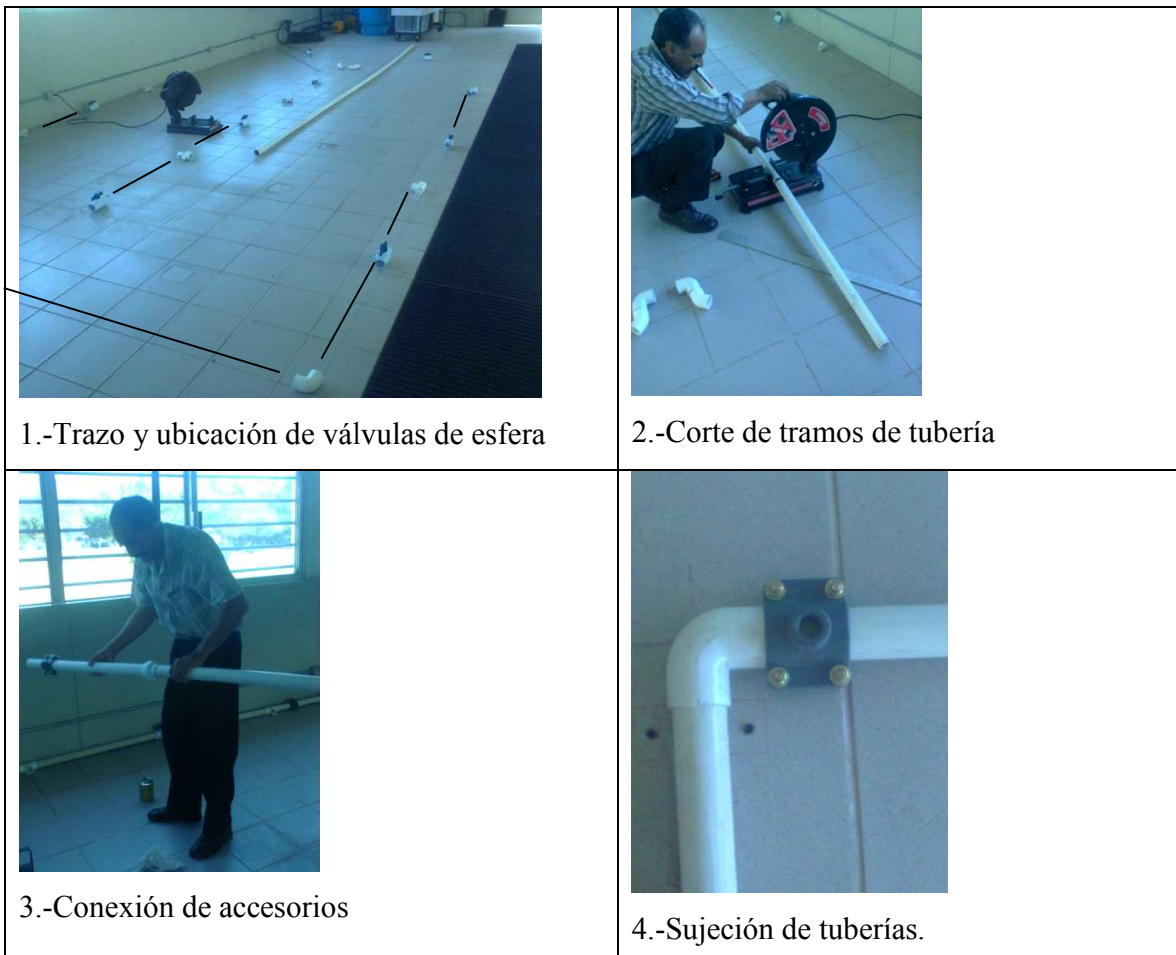 1.-Trazo y ubicación de válvulas de esfera
2.-Corte de tramos de tubería
3.-Conexión de accesorios
4.-Sujeción de tuberías.